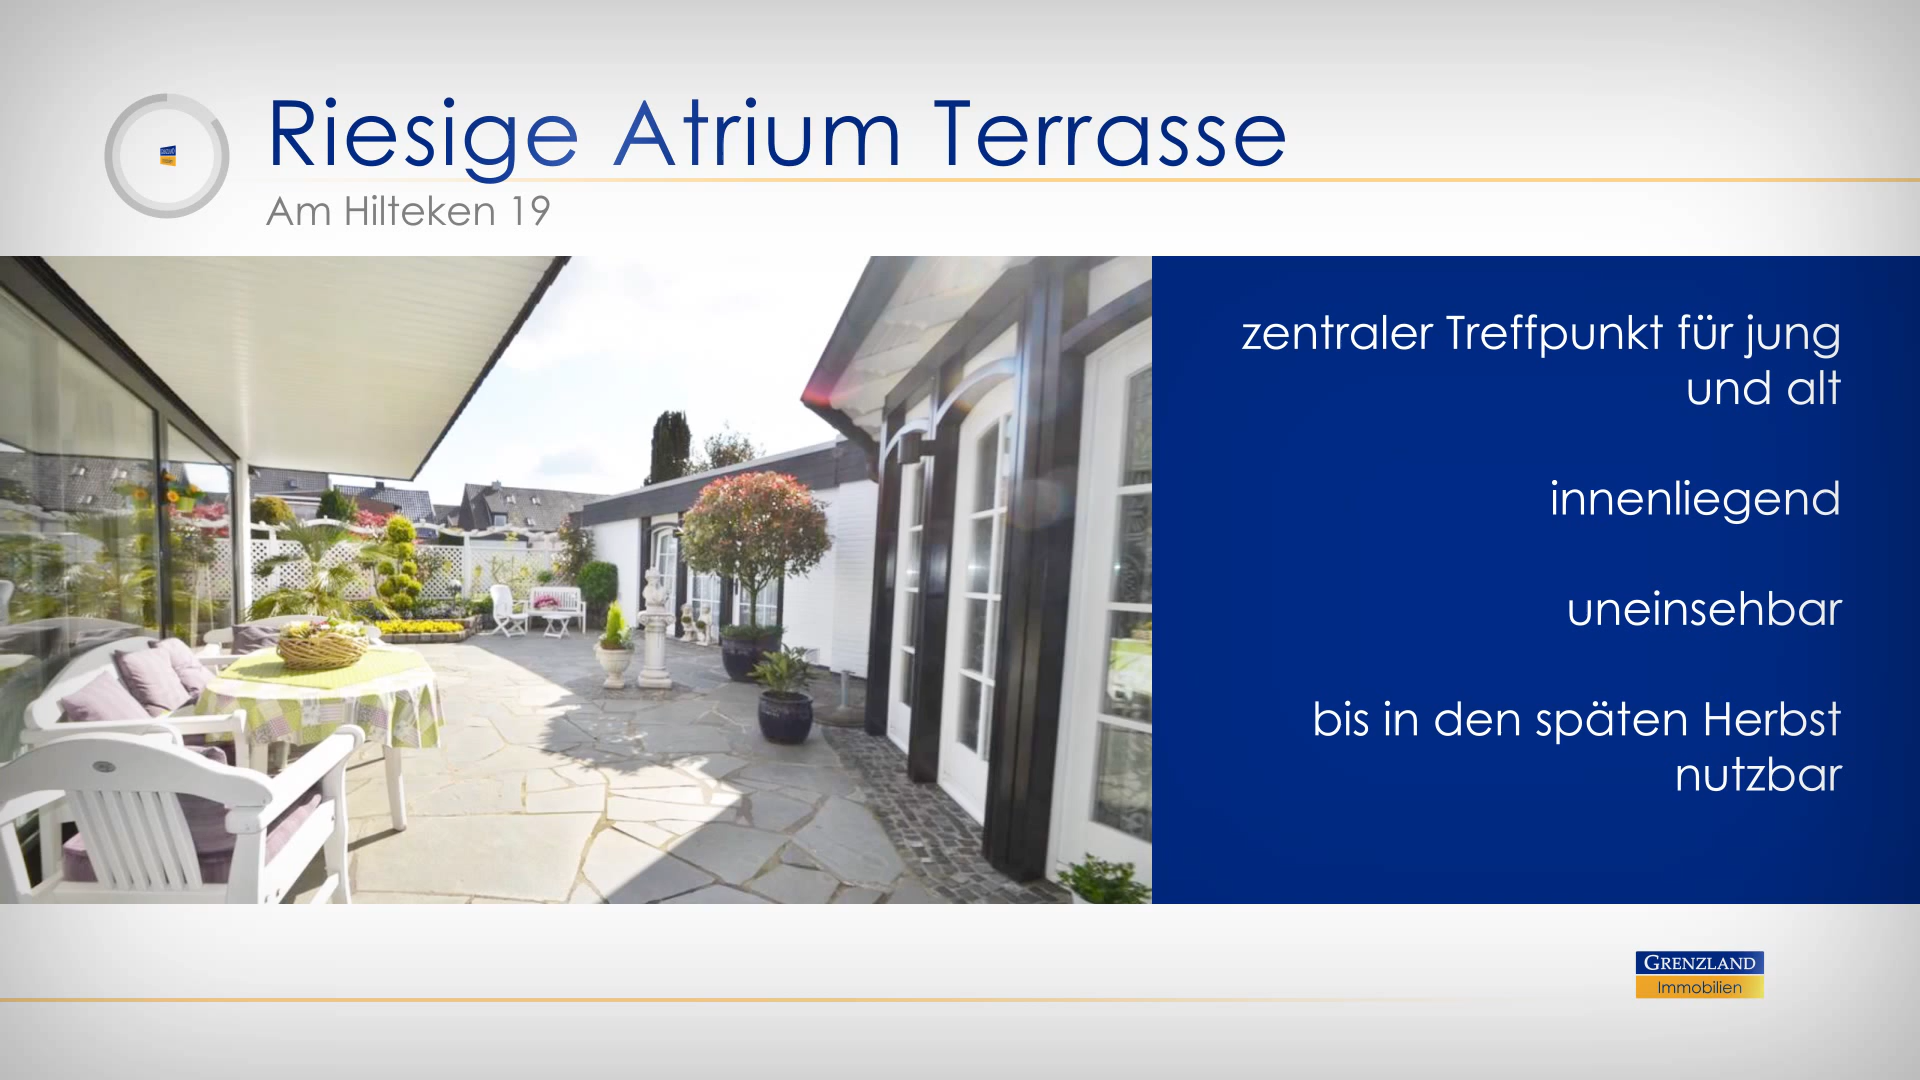 Riesige Atrium Terrasse
Am Hilteken 19
zentraler Treffpunkt für jung
und alt
innenliegend
uneinsehbar
bis in den späten Herbst
nutzbar
GRENZLAND
Immobilien